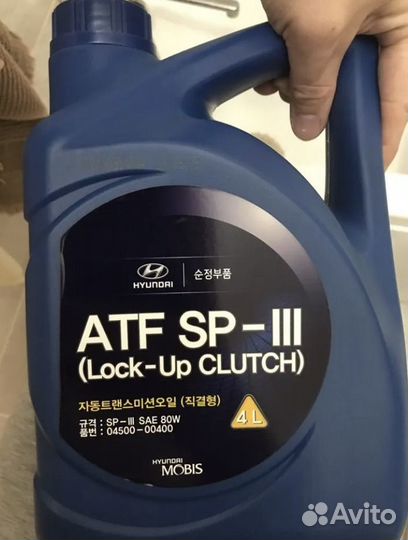 HYUNDAI
순정부품
ATF SP-III
(Lock-Up CLUTCH)
자동트랜스미션오일 (직결형)
규격 : SP-III SAE 80W
품번 : 04500-00400
4 L
HYUNDAI
MOBIS
Avito